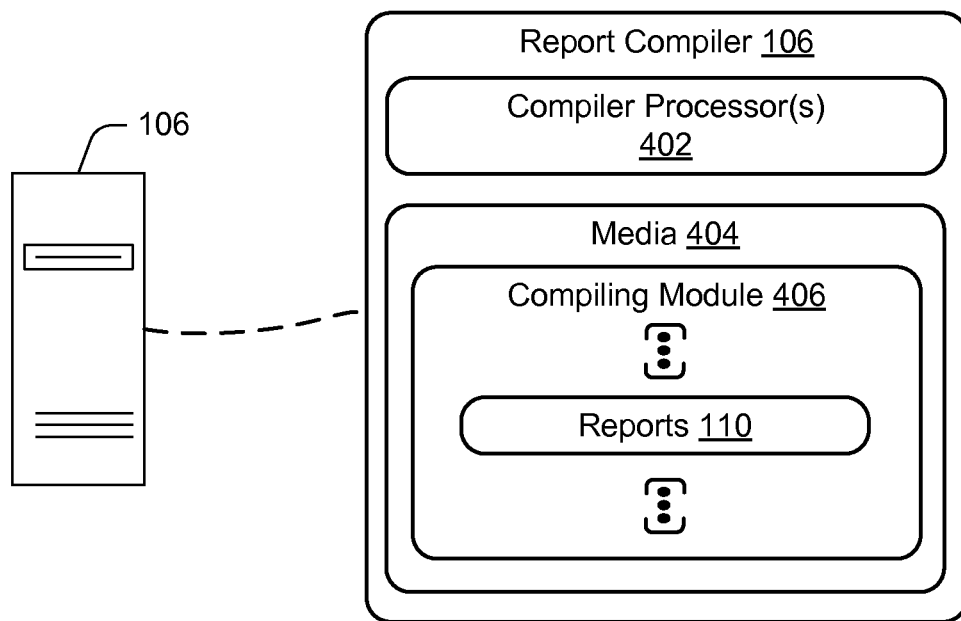 Report Compiler 106
Compiler Processor(s)
402
106
Media 404
Compiling Module 406
Reports 110